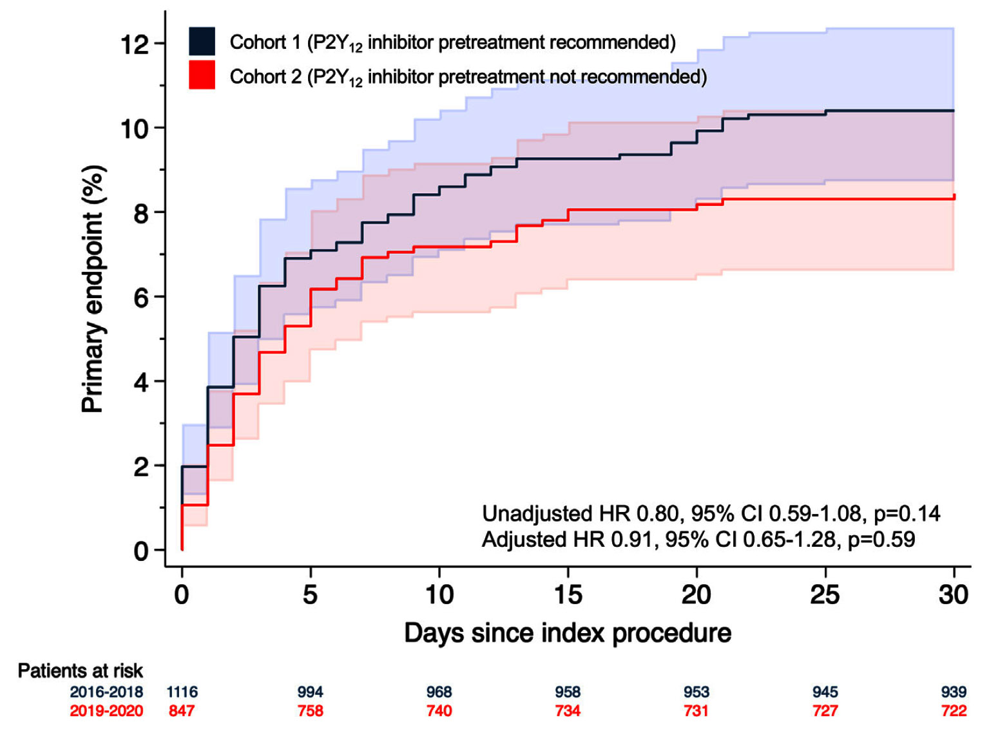 Cohort 1 (P2Y12 inhibitor pretreatment recommended)
Cohort 2 (P2Y12 inhibitor pretreatment not recommended)
12
10
8
6
4
2
0
Primary endpoint (%)
Unadjusted HR 0.80, 95% CI 0.59-1.08, p=0.14
Adjusted HR 0.91, 95% CI 0.65-1.28, p=0.59
0 5 10 15 20 25 30
Days since index procedure
Patients at risk
2016-2018 1116 994 968 958 953 945 939
2019-2020 847 758 740 734 731 727 722